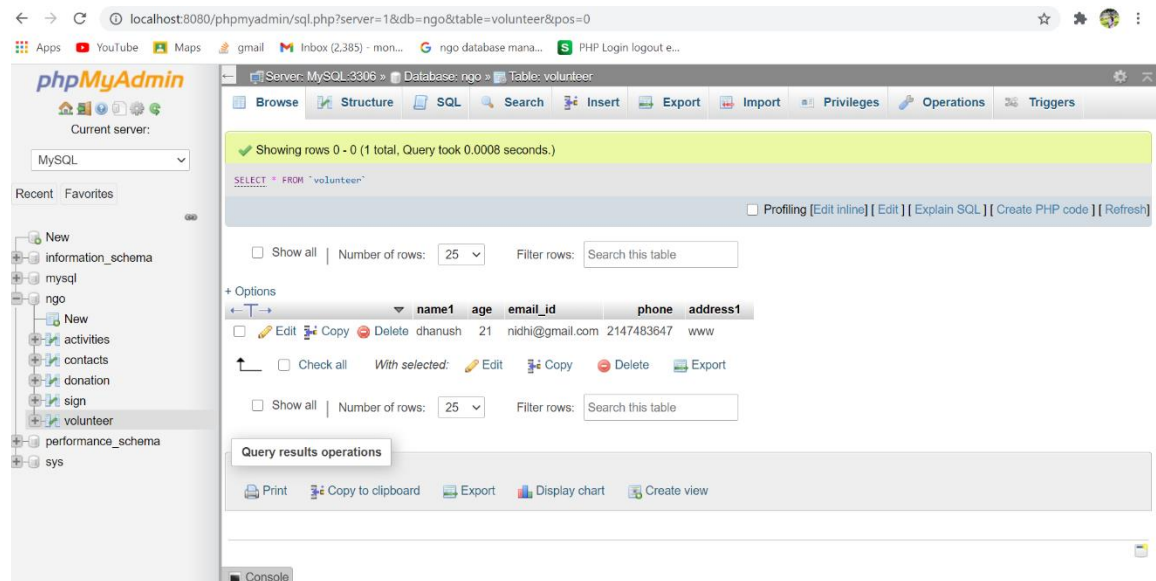 localhost:8080/phpmyadmin/sql.php?server=1&db=ngo&table=volunteer&pos=0
Apps YouTube Maps gmail Inbox (2,385) - mon... ngo database mana... PHP Login logout e...
phpMyAdmin
Current server:
MySQL
Recent Favorites
New
information_schema
mysql
ngo
New
activities
contacts
donation
sign
volunteer
performance_schema
sys
Server: MySQL:3306 » Database: ngo » Table: volunteer
Browse Structure SQL Search Insert Export Import Privileges Operations Triggers
Showing rows 0 - 0 (1 total, Query took 0.0008 seconds.)
SELECT * FROM `volunteer`
Profiling [Edit inline] [ Edit ] [ Explain SQL ] [ Create PHP code ] [ Refresh]
Show all | Number of rows: 25 Filter rows: Search this table
+ Options
←T→ name1 age email_id phone address1
Edit Copy Delete dhanush 21 nidhi@gmail.com 2147483647 www
Check all With selected: Edit Copy Delete Export
Show all | Number of rows: 25 Filter rows: Search this table
Query results operations
Print Copy to clipboard Export Display chart Create view
Console